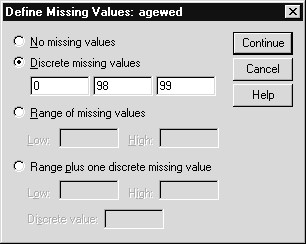 Define Missing Values: agewed
No missing values
Continue
Discrete missing values
Cancel
0 98 99
Help
Range of missing values
Low: High:
Range plus one discrete missing value
Low: High:
Discrete value: